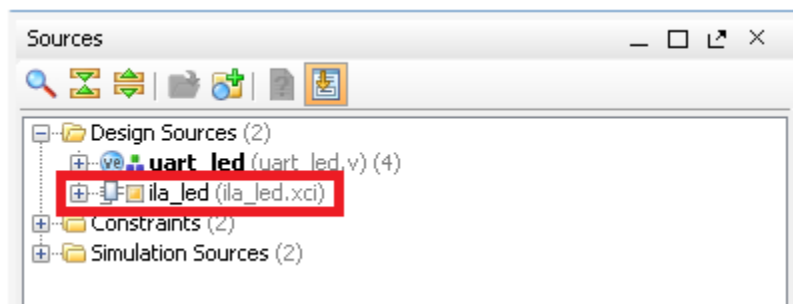 Sources
Design Sources (2)
uart_led (uart_led.v) (4)
ila_led (ila_led.xci)
Constraints (2)
Simulation Sources (2)